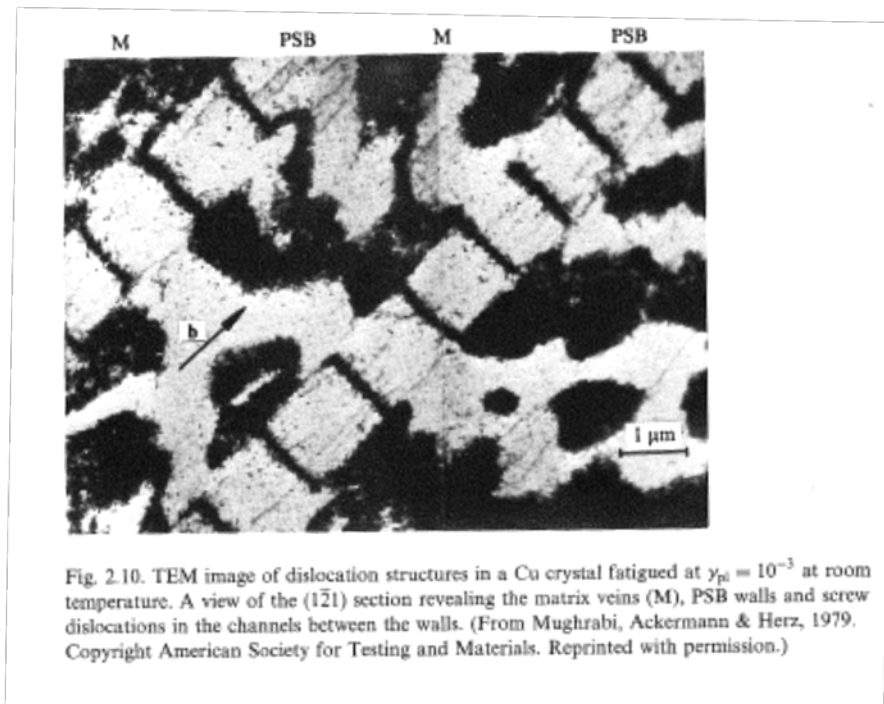 M PSB M PSB
b
1 μm
Fig. 2.10. TEM image of dislocation structures in a Cu crystal fatigued at γpl = 10⁻³ at room
temperature. A view of the (12̄1) section revealing the matrix veins (M), PSB walls and screw
dislocations in the channels between the walls. (From Mughrabi, Ackermann & Herz, 1979.
Copyright American Society for Testing and Materials. Reprinted with permission.)